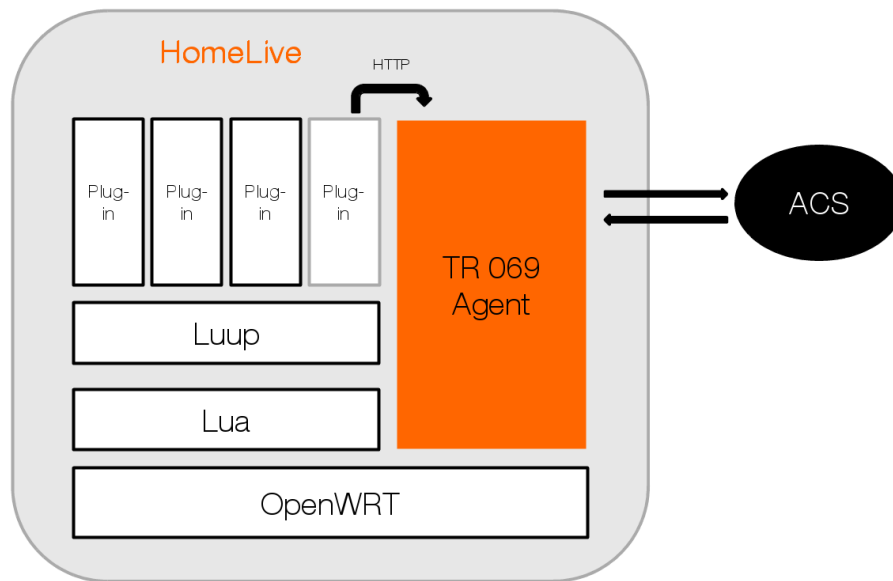 HomeLive
HTTP
Plug-
in
Plug-
in
Plug-
in
Plug-
in
TR 069
Agent
ACS
Luup
Lua
OpenWRT